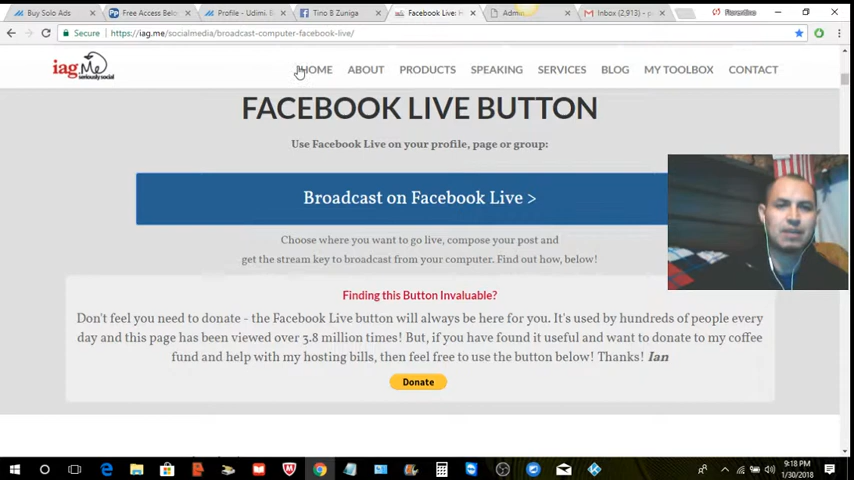 Buy Solo Ads
Free Access Belo
Profile - Udimi. B
Tino B Zuniga
Facebook Live: H
Admin
Inbox (2,913) - p
Florentino
Secure | https://iag.me/socialmedia/broadcast-computer-facebook-live/
iag.Me
seriously social
HOME ABOUT PRODUCTS SPEAKING SERVICES BLOG MY TOOLBOX CONTACT
FACEBOOK LIVE BUTTON
Use Facebook Live on your profile, page or group:
Broadcast on Facebook Live >
Choose where you want to go live, compose your post and
get the stream key to broadcast from your computer. Find out how, below!
Finding this Button Invaluable?
Don't feel you need to donate - the Facebook Live button will always be here for you. It's used by hundreds of people every
day and this page has been viewed over 3.8 million times! But, if you have found it useful and want to donate to my coffee
fund and help with my hosting bills, then feel free to use the button below! Thanks! Ian
Donate
9:18 PM
1/30/2018